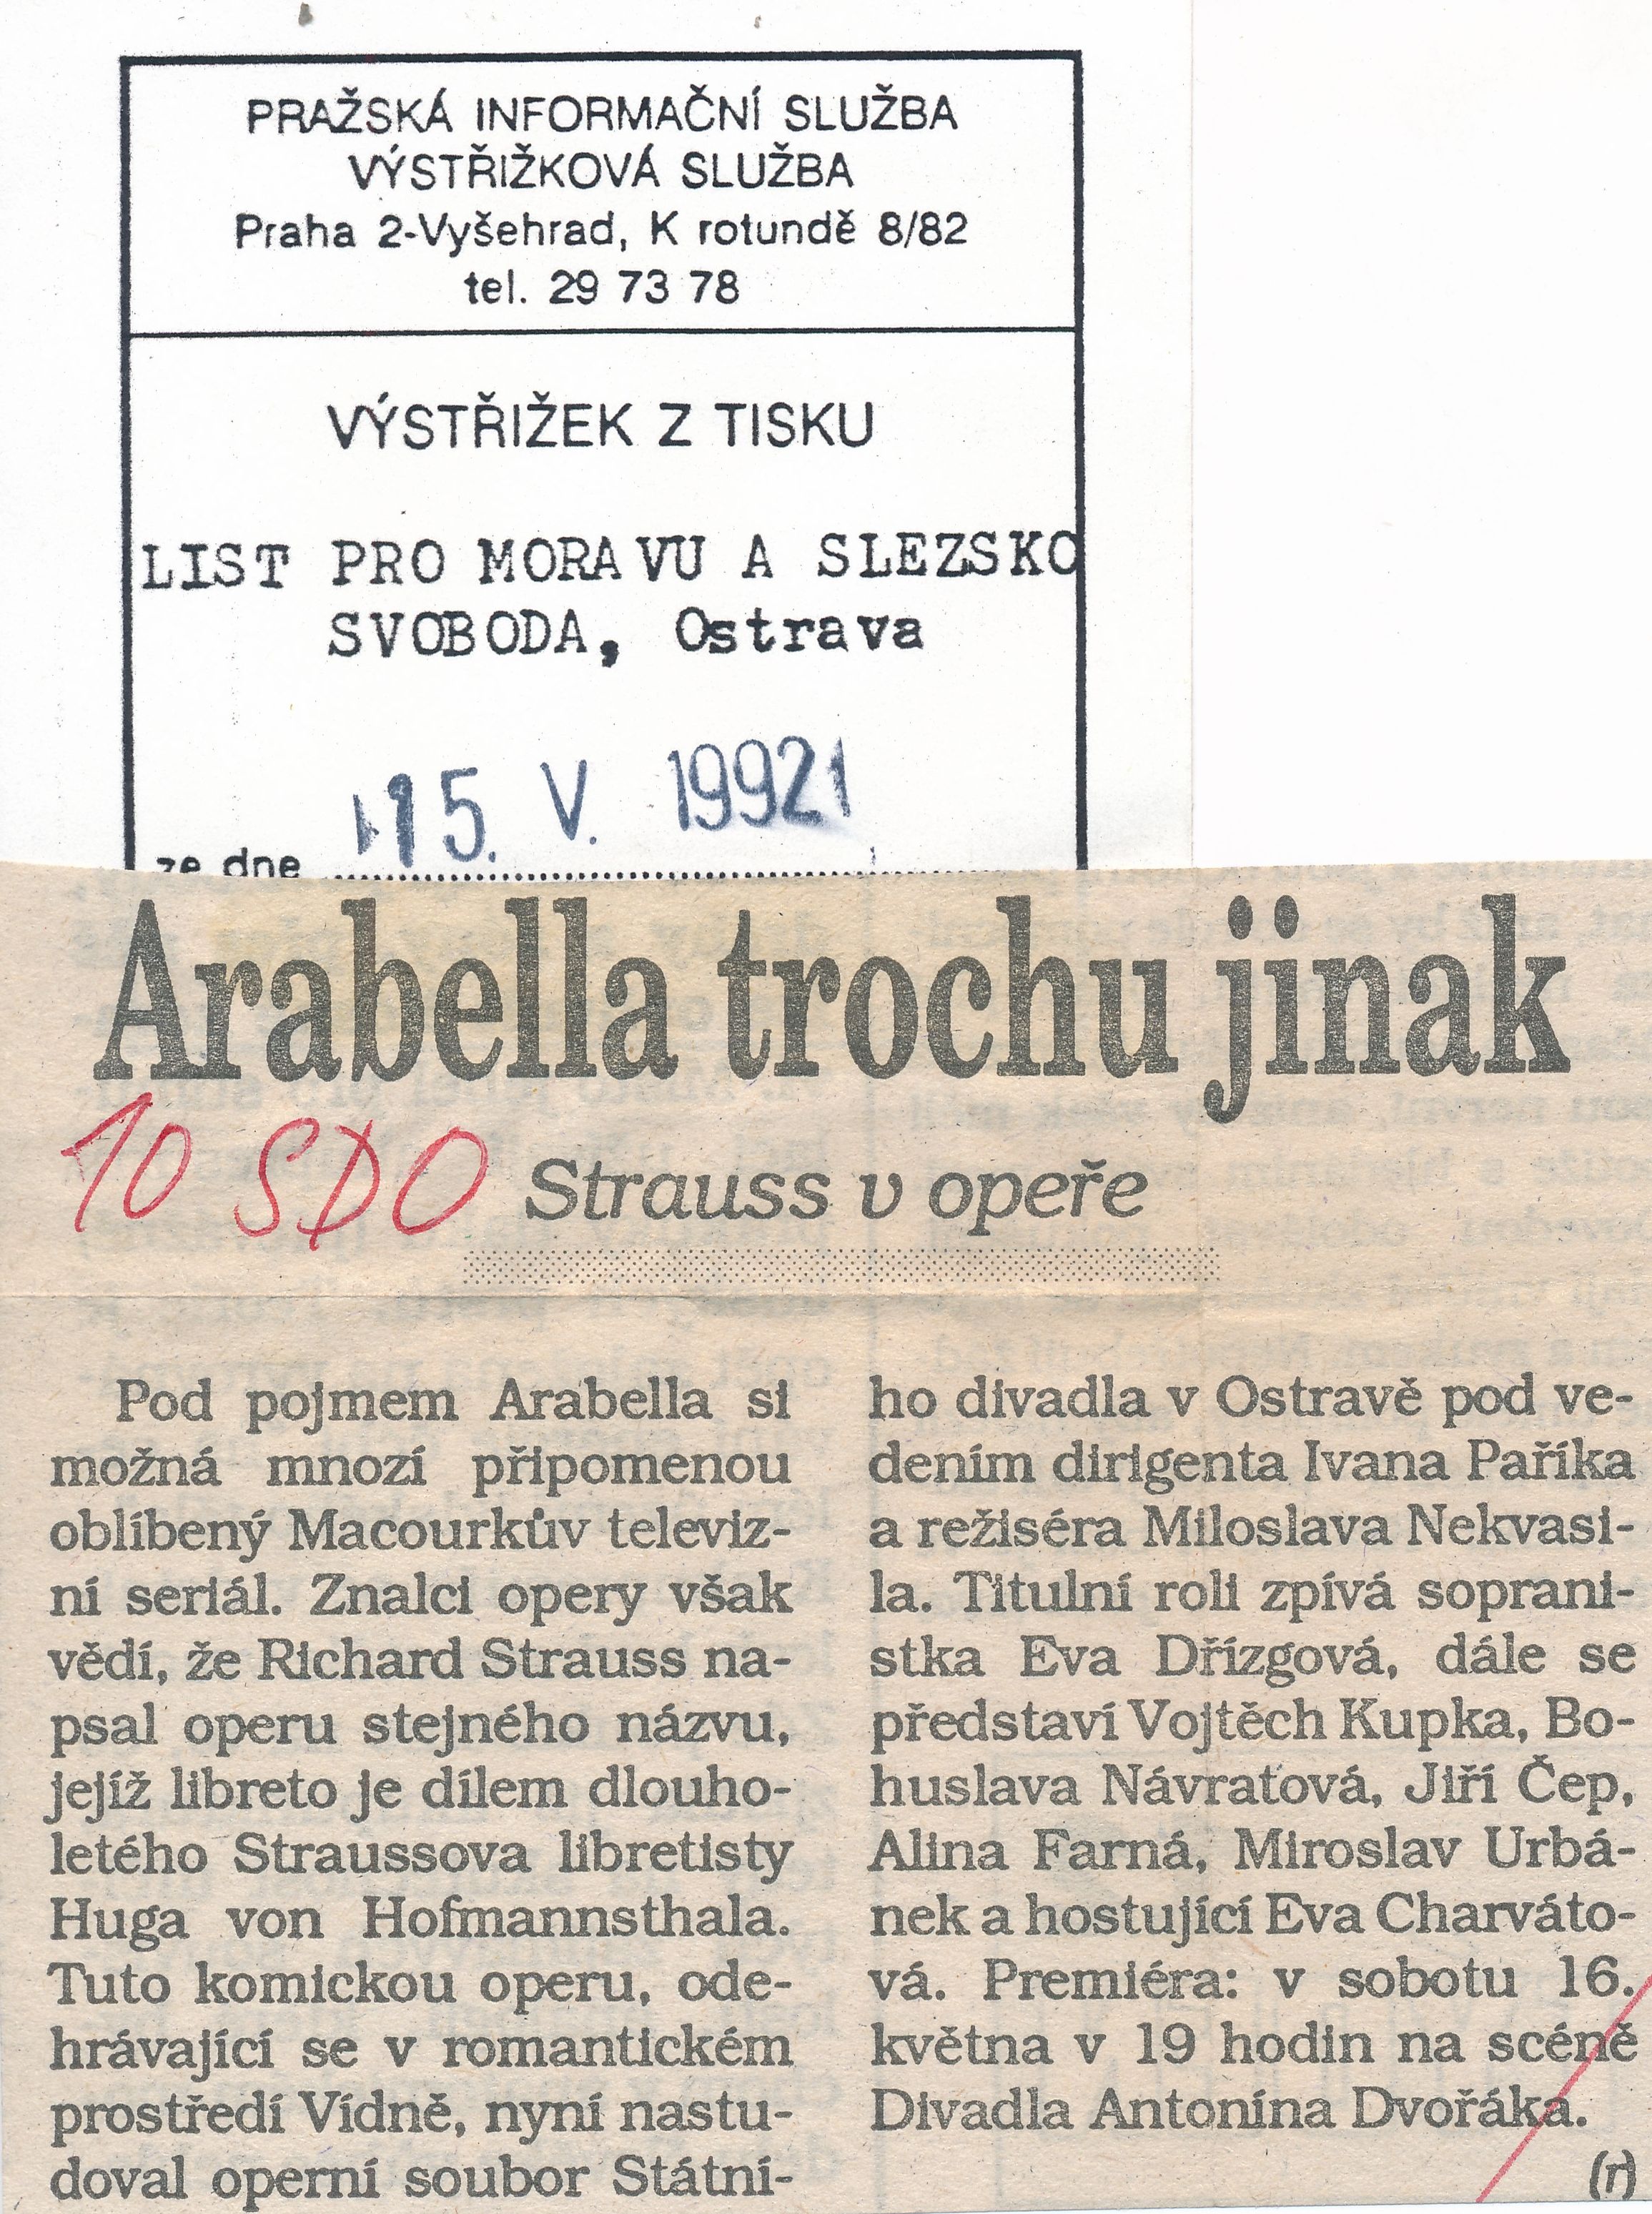 PRAŽSKÁ INFORMAČNÍ SLUŽBA
VÝSTŘIŽKOVÁ SLUŽBA
Praha 2-Vyšehrad, K rotundě 8/82
tel. 29 73 78
VÝSTŘIŽEK Z TISKU
LIST PRO MORAVU A SLEZSKO
SVOBODA, Ostrava
15. V. 1992
ze dne
Arabella trochu jinak
10 SDO
Strauss v opeře
Pod pojmem Arabella si
možná mnozí připomenou
oblíbený Macourkův televiz-
ní seriál. Znalci opery však
vědí, že Richard Strauss na-
psal operu stejného názvu,
jejíž libreto je dílem dlouho-
letého Straussova libretisty
Huga von Hofmannsthala.
Tuto komickou operu, ode-
hrávající se v romantickém
prostředí Vídně, nyní nastu-
doval operní soubor Státní-
ho divadla v Ostravě pod ve-
dením dirigenta Ivana Paříka
a režiséra Miloslava Nekvasi-
la. Titulní roli zpívá soprani-
stka Eva Dřízgová, dále se
představí Vojtěch Kupka, Bo-
huslava Návratová, Jiří Čep,
Alina Farná, Miroslav Urbá-
nek a hostující Eva Charváto-
vá. Premiéra: v sobotu 16.
května v 19 hodin na scéně
Divadla Antonína Dvořáka.
(r)